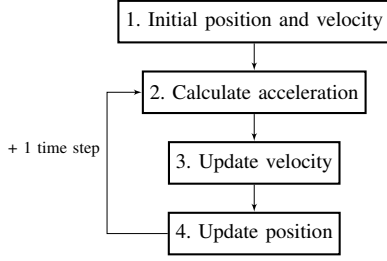 1. Initial position and velocity
2. Calculate acceleration
+ 1 time step
3. Update velocity
4. Update position